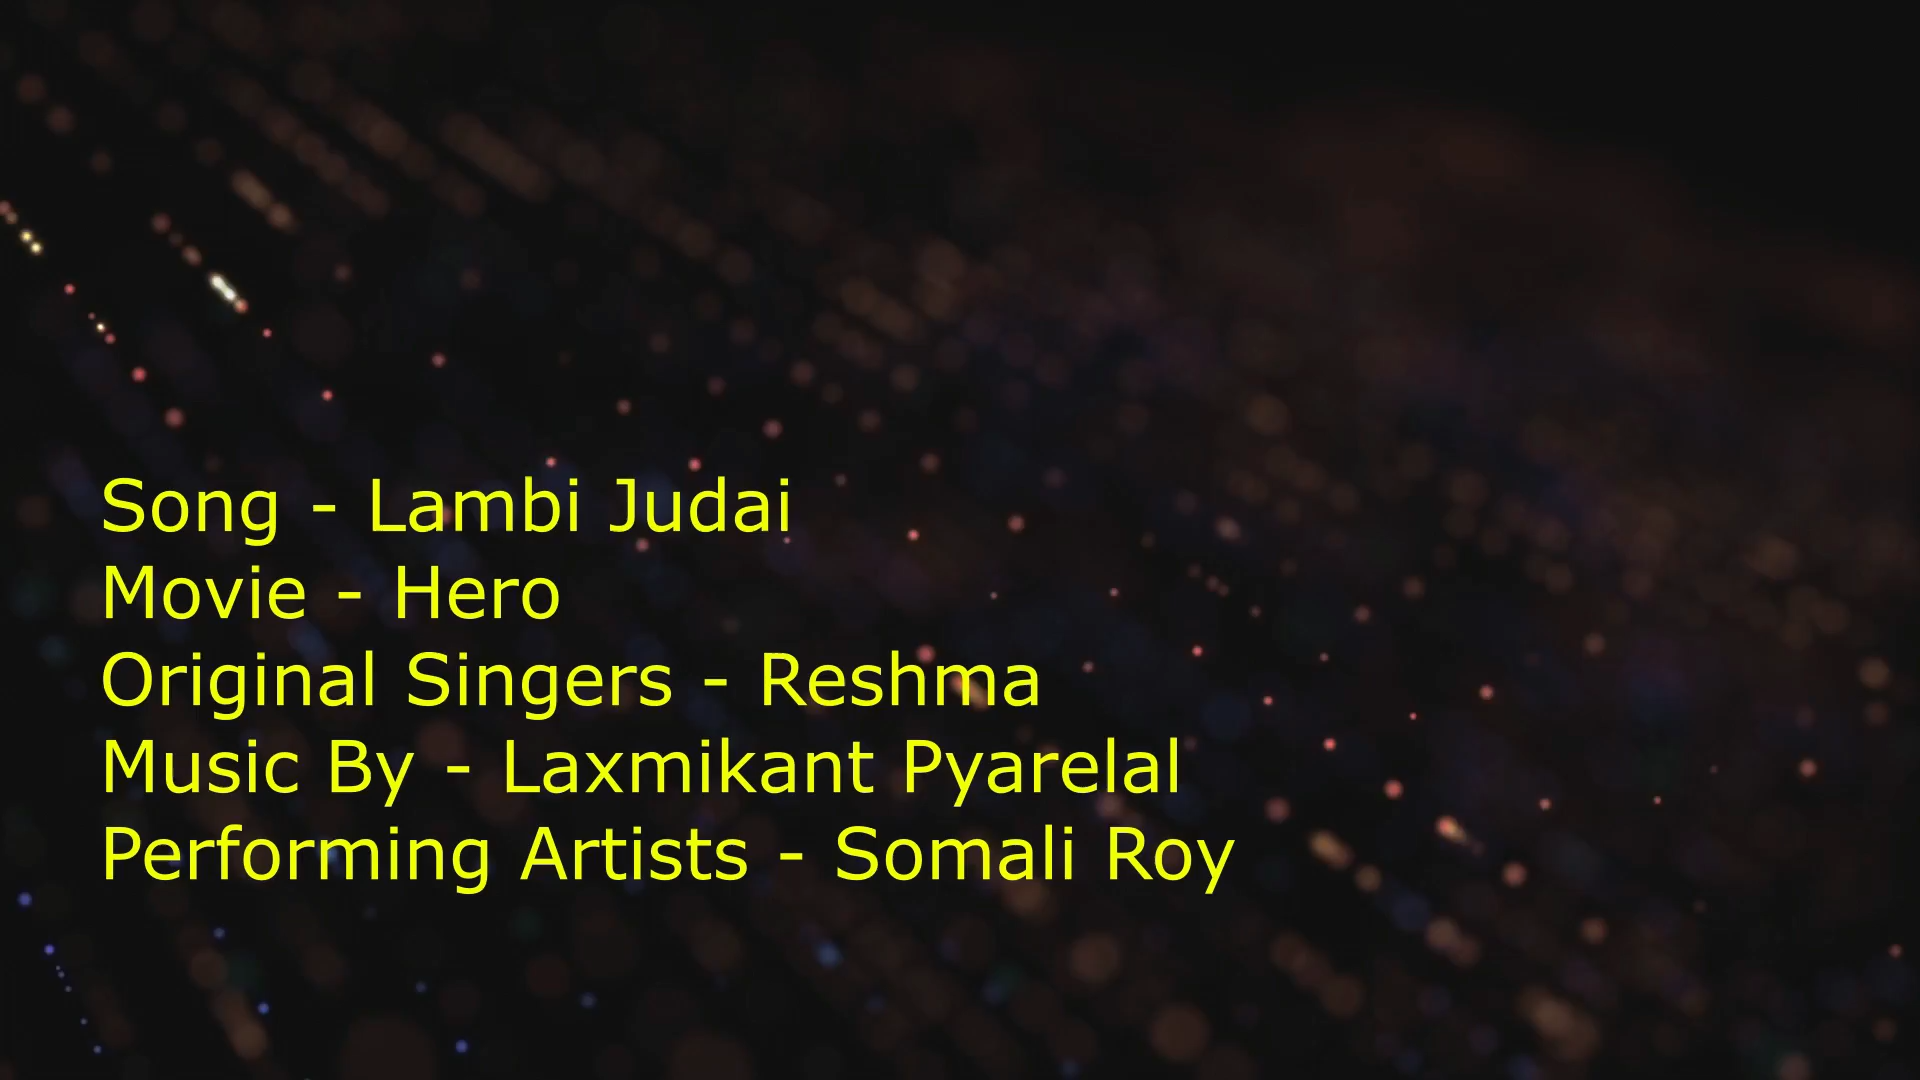 Song - Lambi Judai
Movie - Hero
Original Singers - Reshma
Music By - Laxmikant Pyarelal
Performing Artists - Somali Roy